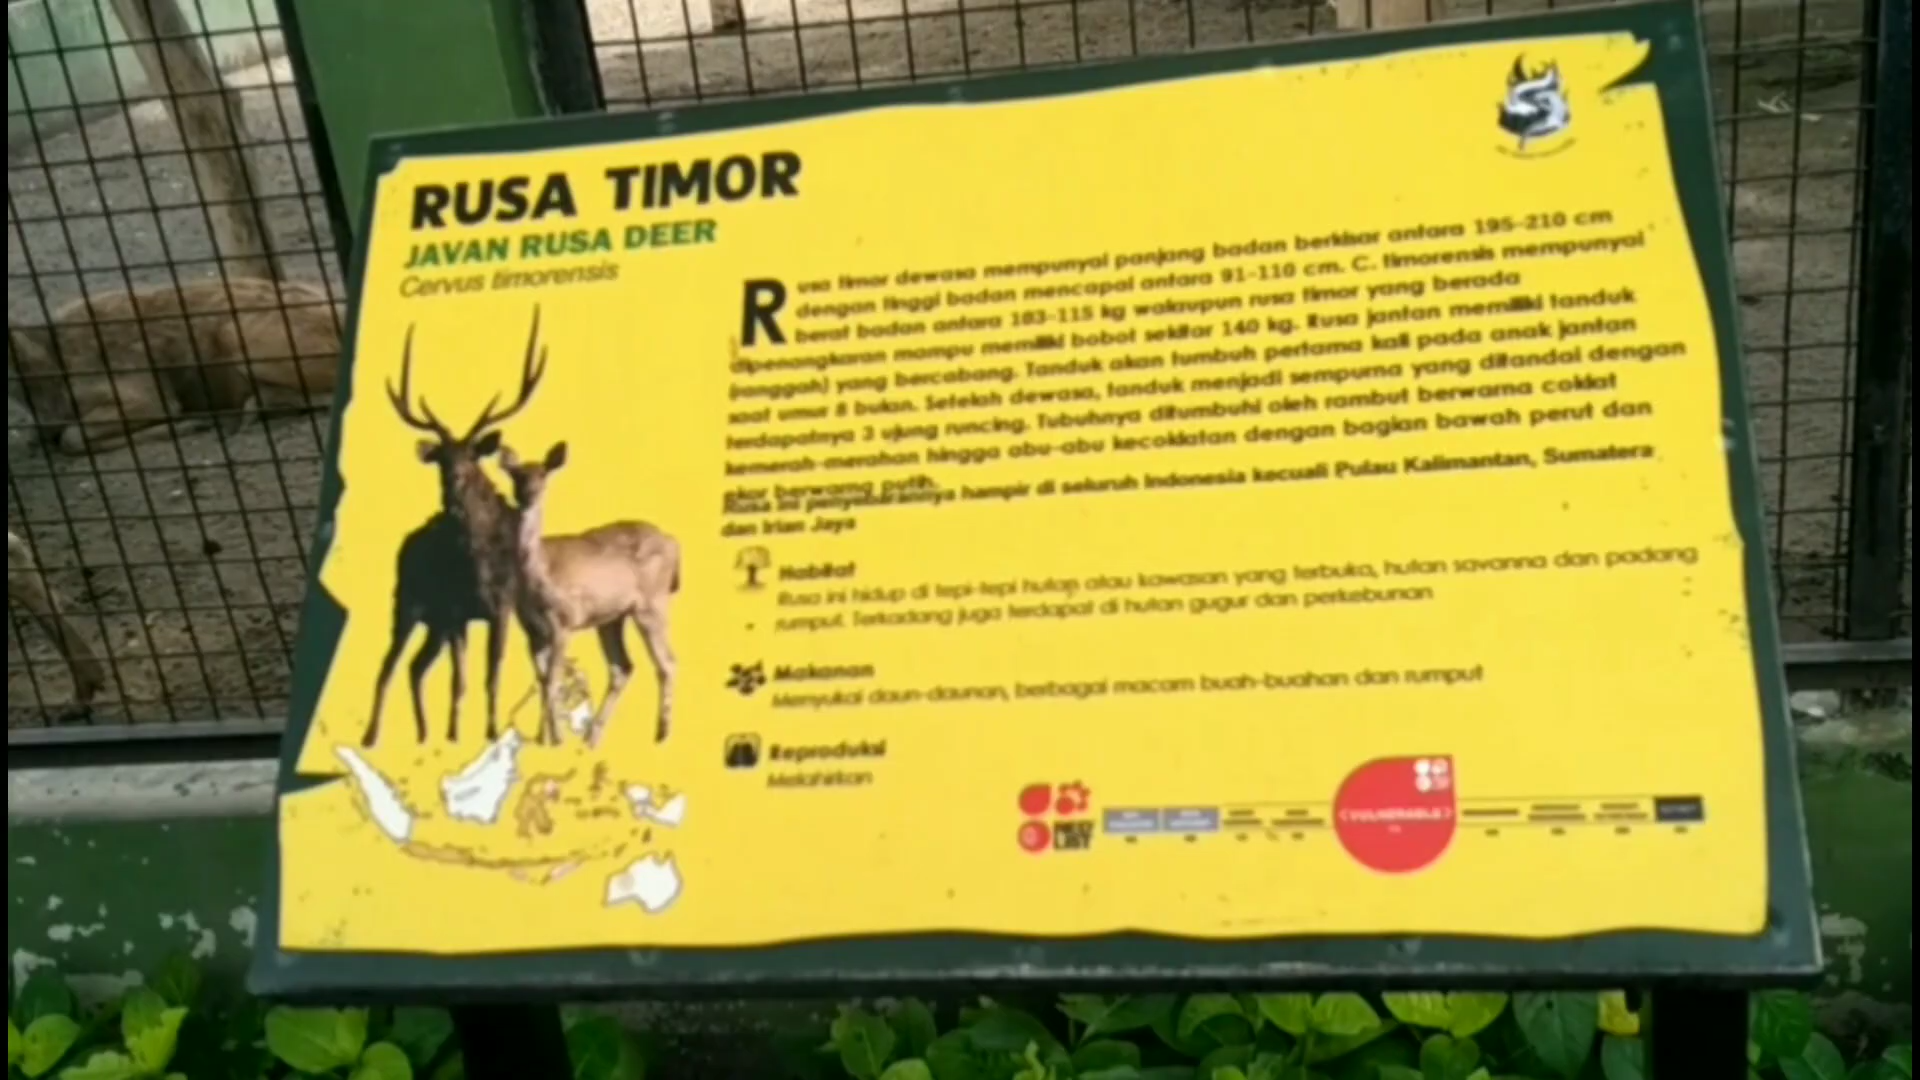 RUSA TIMOR
JAVAN RUSA DEER
Cervus timorensis
Rusa timor dewasa mempunyai panjang badan berkisar antara 195-210 cm
dengan tinggi badan mencapai antara 91-110 cm. C. timorensis mempunyai
berat badan antara 103-115 kg walaupun rusa timor yang berada
dipenangkaran mampu memiliki bobot sekitar 140 kg. Rusa jantan memiliki tanduk
(ranggah) yang bercabang. Tanduk akan tumbuh pertama kali pada anak jantan
saat umur 8 bulan. Setelah dewasa, tanduk menjadi sempurna yang ditandai dengan
terdapatnya 3 ujung runcing. Tubuhnya ditumbuhi oleh rambut berwarna coklat
kemerah-merahan hingga abu-abu kecoklatan dengan bagian bawah perut dan
ekor berwarna putih.
Rusa ini penyebarannya hampir di seluruh Indonesia kecuali Pulau Kalimantan, Sumatera
dan Irian Jaya
Habitat
Rusa ini hidup di tepi-tepi hutan atau kawasan yang terbuka, hutan savanna dan padang
rumput. Terkadang juga terdapat di hutan gugur dan perkebunan
Makanan
Menyukai daun-daunan, berbagai macam buah-buahan dan rumput
Reproduksi
Melahirkan
RED
LIST
<VULNERABLE>